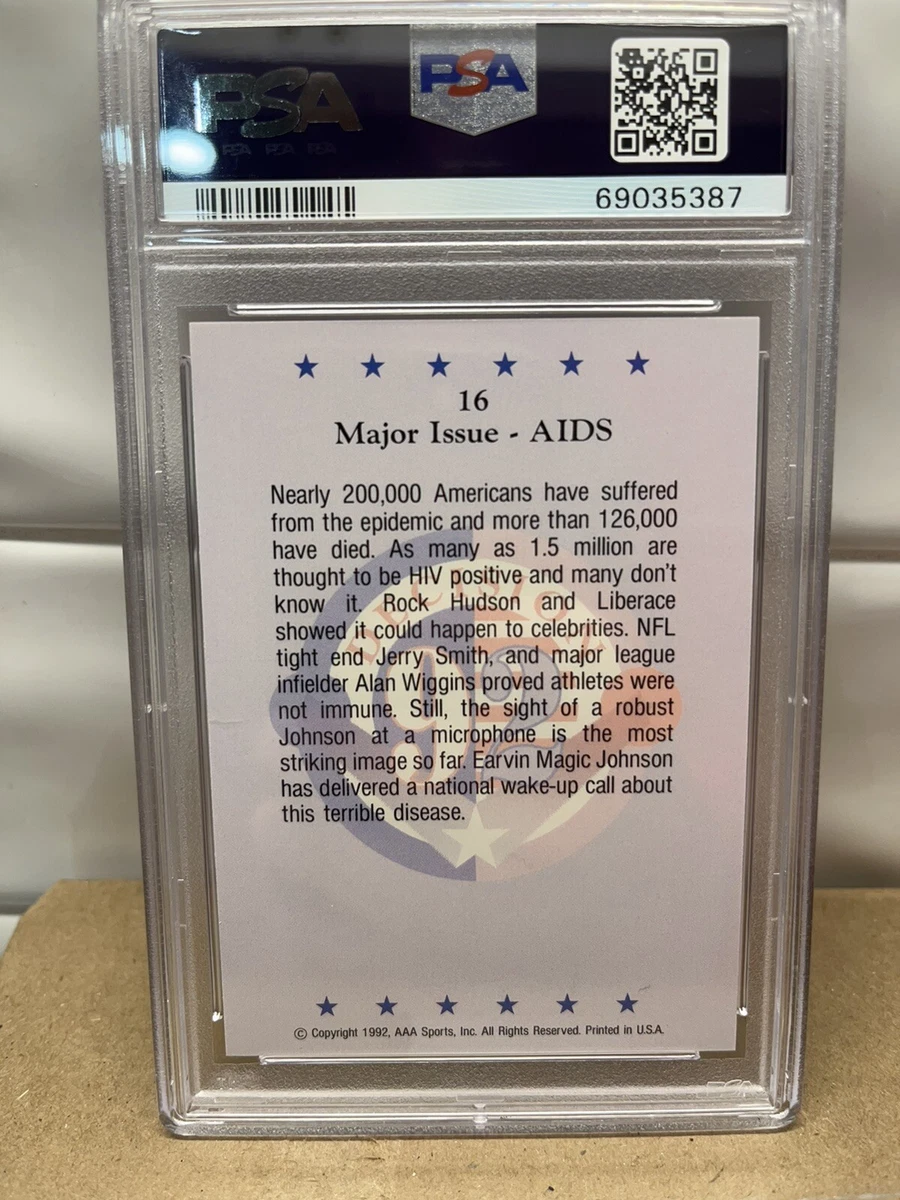 PSA
PSA
PSA PSA PSA
69035387
16
Major Issue - AIDS
Nearly 200,000 Americans have suffered
from the epidemic and more than 126,000
have died. As many as 1.5 million are
thought to be HIV positive and many don't
know it. Rock Hudson and Liberace
showed it could happen to celebrities. NFL
tight end Jerry Smith, and major league
infielder Alan Wiggins proved athletes were
not immune. Still, the sight of a robust
Johnson at a microphone is the most
striking image so far. Earvin Magic Johnson
has delivered a national wake-up call about
this terrible disease.
DECISION
92
© Copyright 1992, AAA Sports, Inc. All Rights Reserved. Printed in U.S.A.